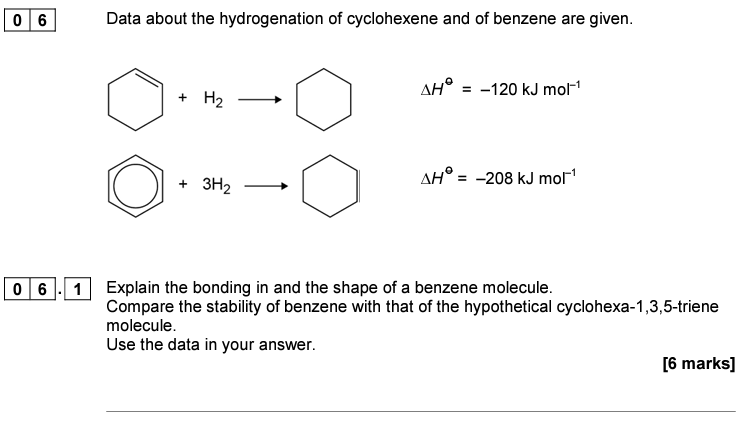 0 6 Data about the hydrogenation of cyclohexene and of benzene are given.
+ H₂ ΔH⦵ = –120 kJ mol⁻¹
+ 3H₂ ΔH⦵ = –208 kJ mol⁻¹
0 6 . 1 Explain the bonding in and the shape of a benzene molecule.
Compare the stability of benzene with that of the hypothetical cyclohexa-1,3,5-triene
molecule.
Use the data in your answer.
[6 marks]